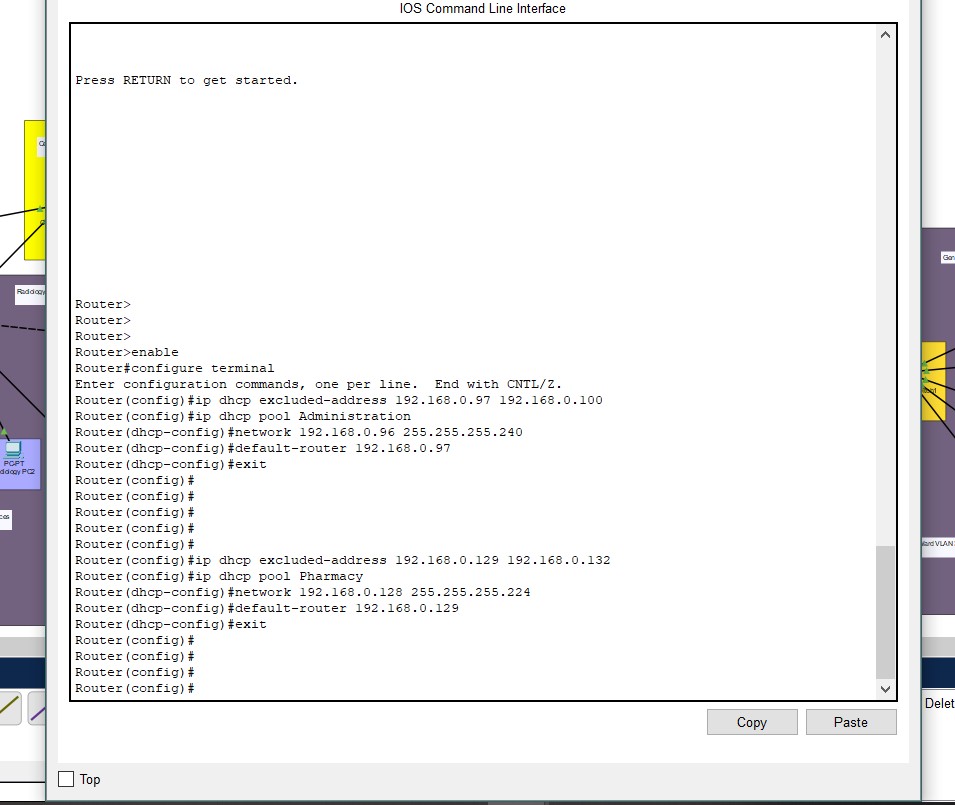 IOS Command Line Interface
Press RETURN to get started.
Router>
Router>
Router>
Router>enable
Router#configure terminal
Enter configuration commands, one per line.  End with CNTL/Z.
Router(config)#ip dhcp excluded-address 192.168.0.97 192.168.0.100
Router(config)#ip dhcp pool Administration
Router(dhcp-config)#network 192.168.0.96 255.255.255.240
Router(dhcp-config)#default-router 192.168.0.97
Router(dhcp-config)#exit
Router(config)#
Router(config)#
Router(config)#
Router(config)#
Router(config)#
Router(config)#ip dhcp excluded-address 192.168.0.129 192.168.0.132
Router(config)#ip dhcp pool Pharmacy
Router(dhcp-config)#network 192.168.0.128 255.255.255.224
Router(dhcp-config)#default-router 192.168.0.129
Router(dhcp-config)#exit
Router(config)#
Router(config)#
Router(config)#
Router(config)#
Copy
Paste
Top
Radiology
PC-PT
diology PC2
ces
Gen
ard VLAN
Delet